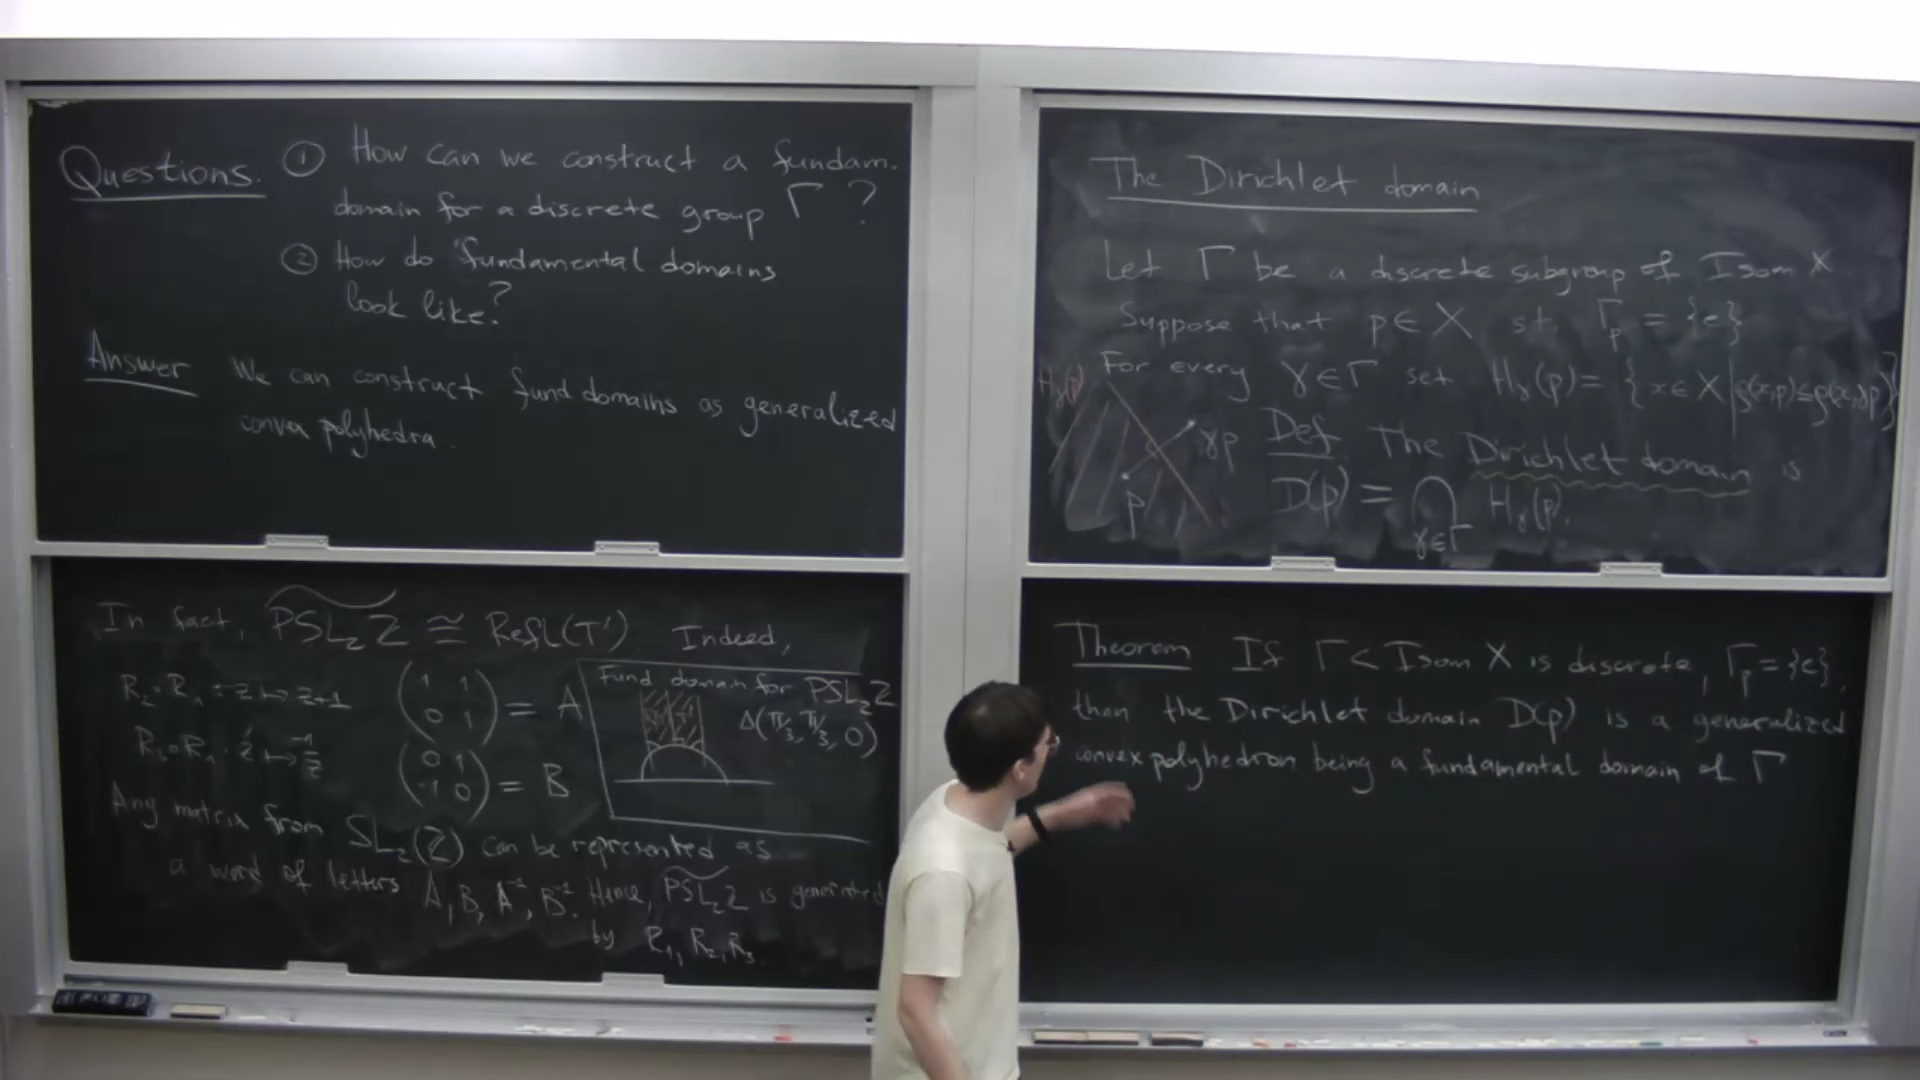 Questions. ① How can we construct a fundam.
domain for a discrete group Γ ?
② How do fundamental domains
look like?
Answer We can construct fund domains as generalized
convex polyhedra.
In fact, PSL₂Z ≅ Refl(T'). Indeed,
R₂∘R₁ : z ↦ z+1 (1 1; 0 1) = A
(0 1; -1 0) = B
Fund domain for PSL₂Z
Δ(π/3, π/3, 0)
Any matrix from SL₂(Z) can be represented as
a word of letters A, B, A⁻¹, B⁻¹. Hence, PSL₂Z is generated
by R₁, R₂, R₃
The Dirichlet domain
Let Γ be a discrete subgroup of Isom X.
Suppose that p ∈ X st Γₚ = {e}
For every γ ∈ Γ set Hᵧ(p) = {x ∈ X | ρ(x,p) ≤ ρ(x,γp)}
Hᵧ(p)
γp
p
Def The Dirichlet domain is
D(p) = ⋂ Hᵧ(p).
γ∈Γ
Theorem If Γ < Isom X is discrete, Γₚ = {e},
then the Dirichlet domain D(p) is a generalized
convex polyhedron being a fundamental domain of Γ